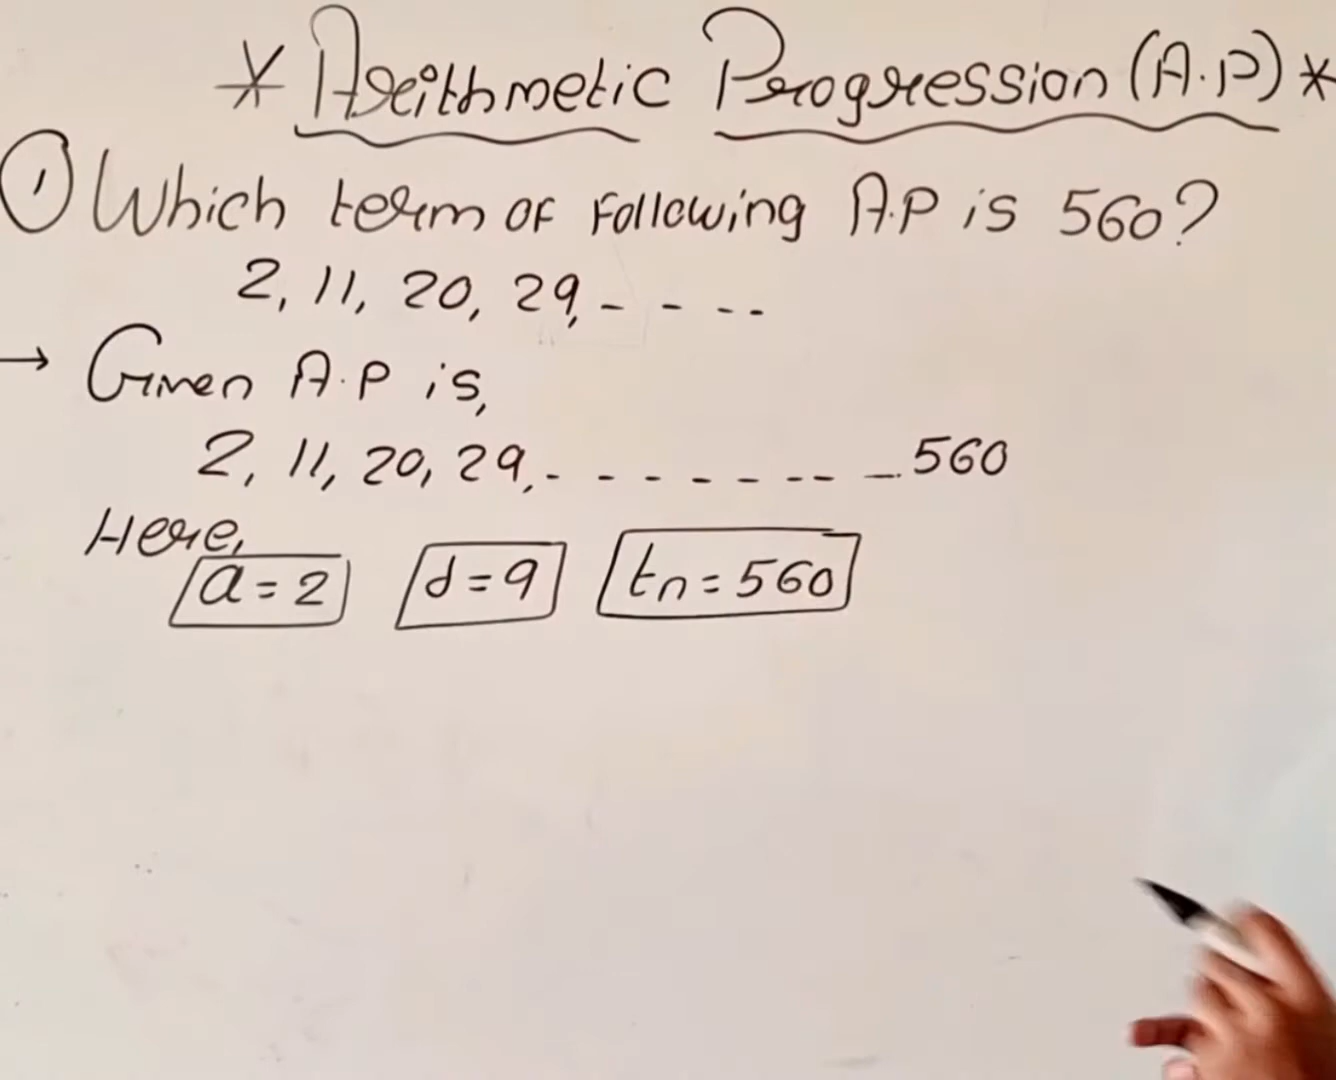 * Arithmetic Progression (A.P) *
① Which term of following A.P is 560?
2, 11, 20, 29, - - - -
→ Given A.P is,
2, 11, 20, 29, - - - - - - - - 560
Here,
a = 2 d = 9 tn = 560